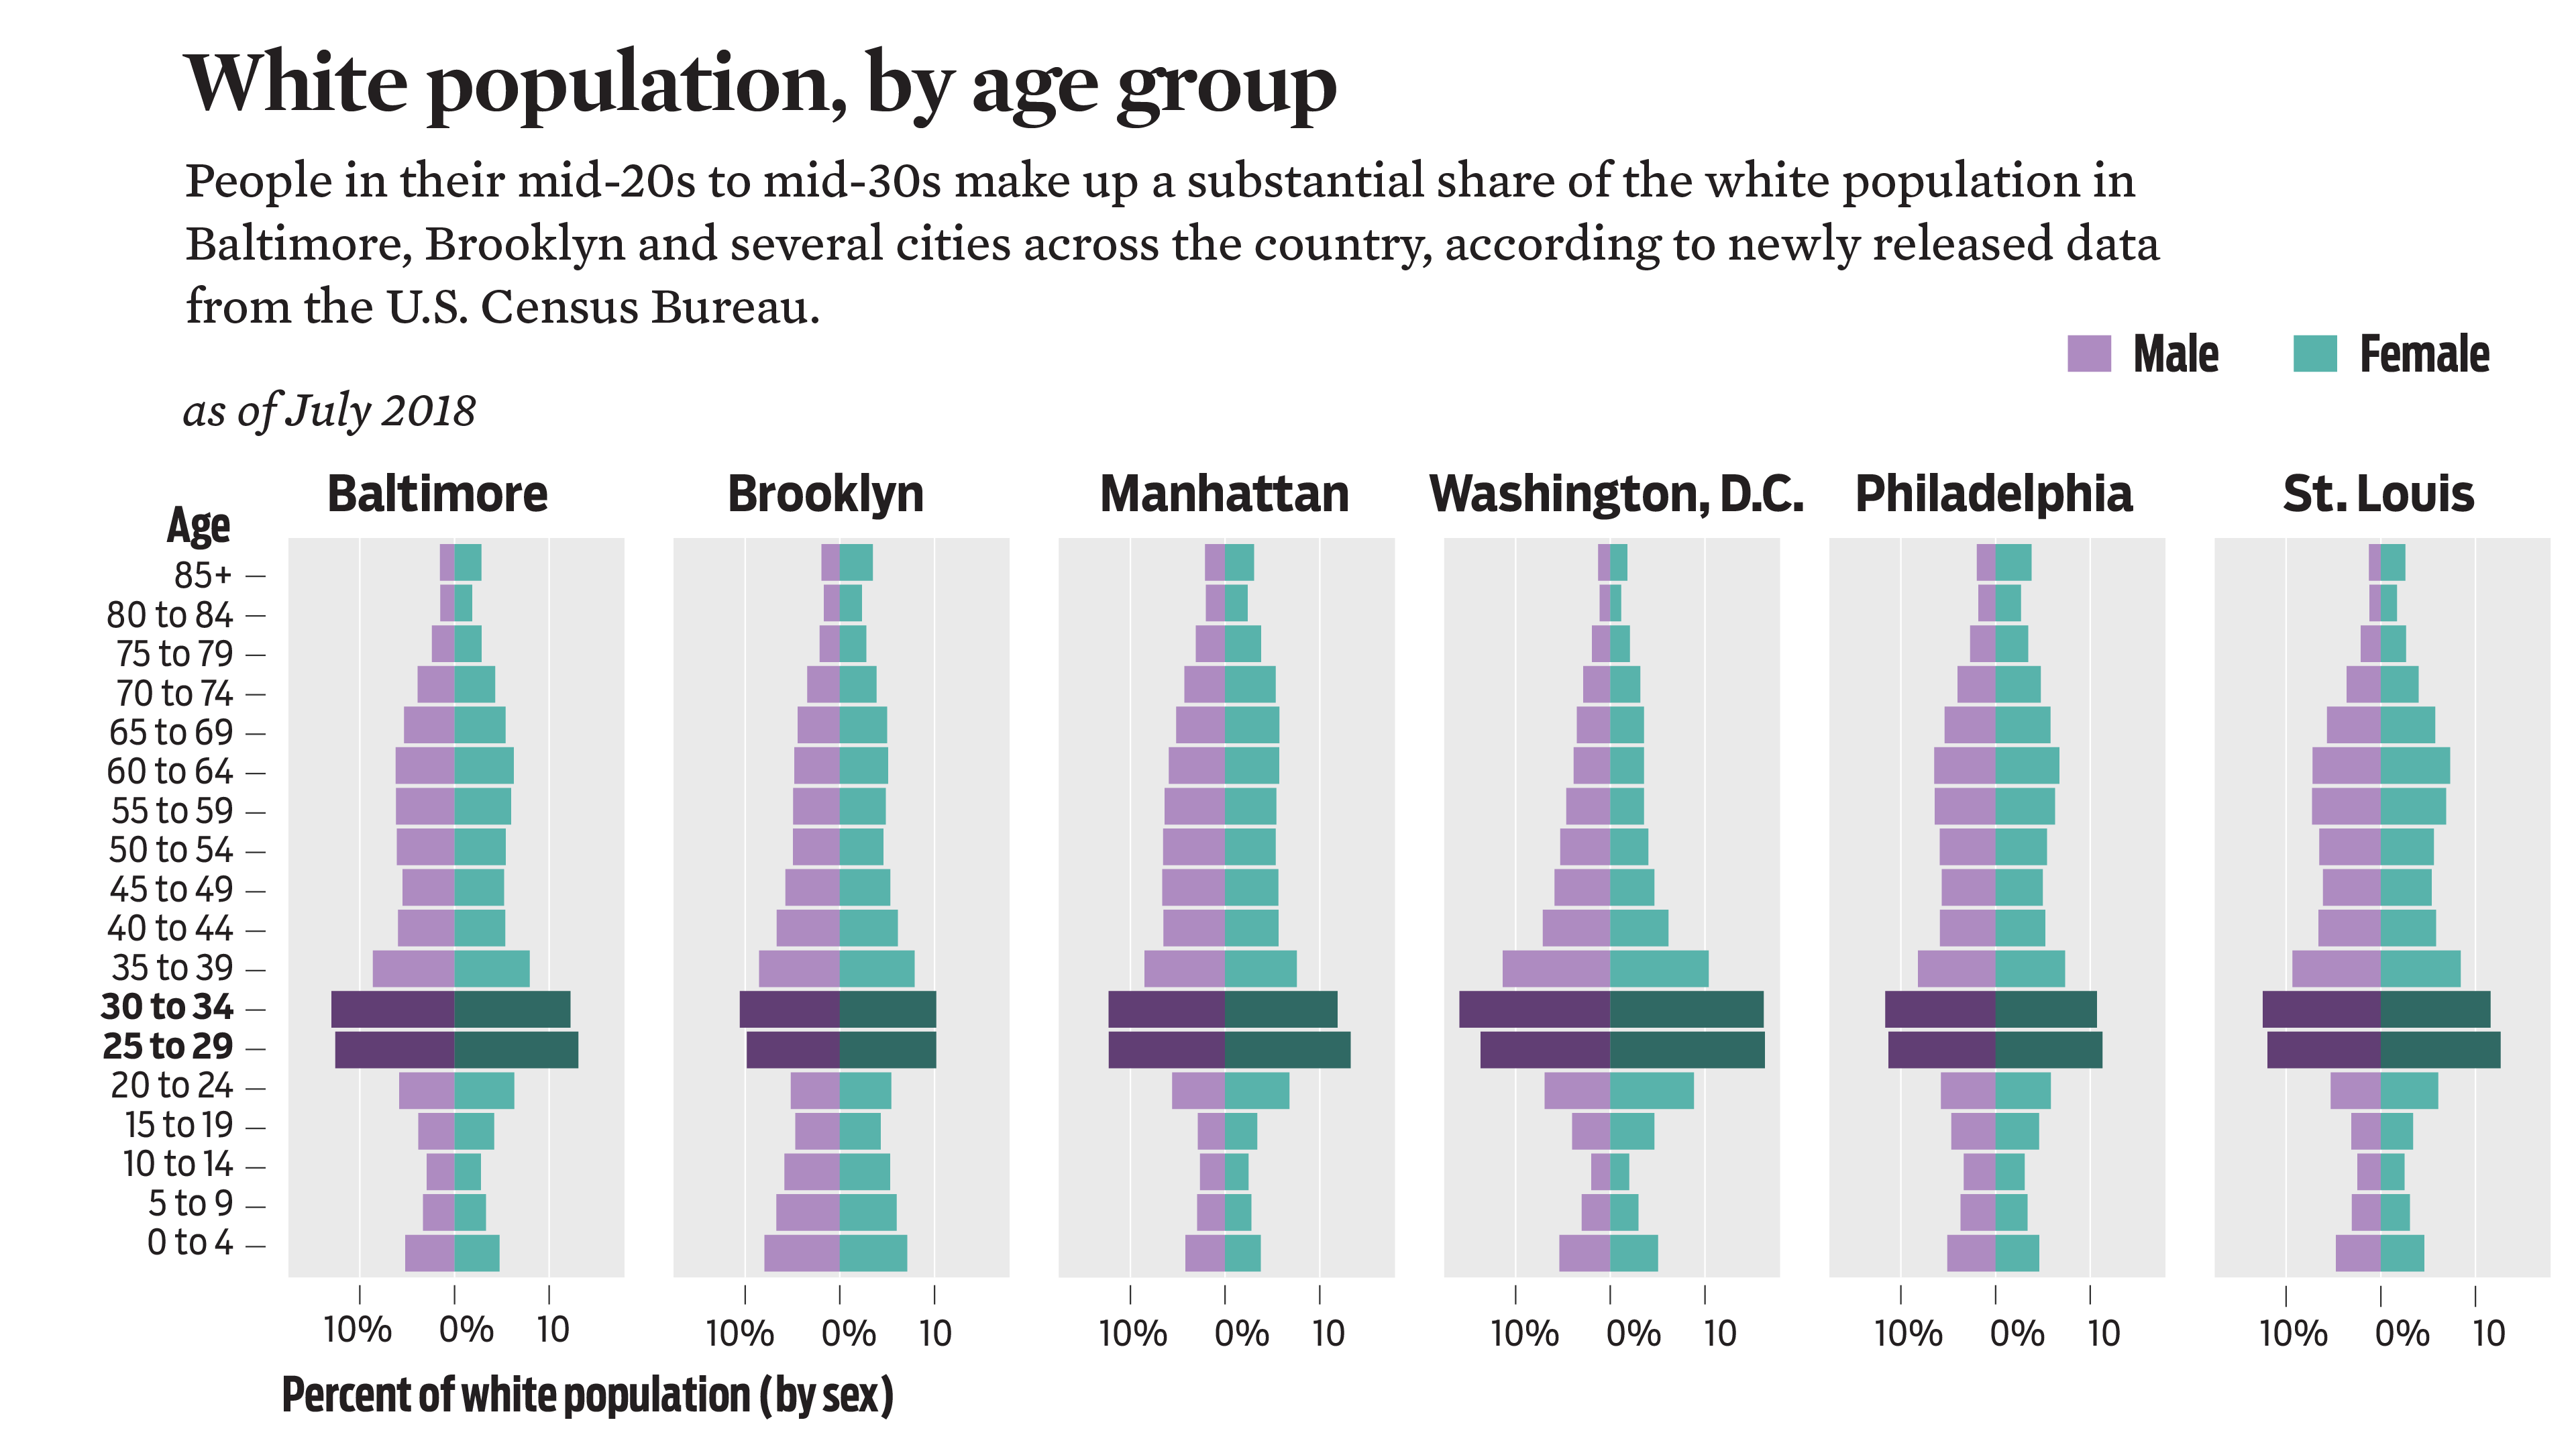 White population, by age group
People in their mid-20s to mid-30s make up a substantial share of the white population in
Baltimore, Brooklyn and several cities across the country, according to newly released data
from the U.S. Census Bureau.
Male Female
as of July 2018
Baltimore Brooklyn Manhattan Washington, D.C. Philadelphia St. Louis
Age
85+
80 to 84
75 to 79
70 to 74
65 to 69
60 to 64
55 to 59
50 to 54
45 to 49
40 to 44
35 to 39
30 to 34
25 to 29
20 to 24
15 to 19
10 to 14
5 to 9
0 to 4
10% 0% 10 10% 0% 10 10% 0% 10 10% 0% 10 10% 0% 10 10% 0% 10
Percent of white population (by sex)